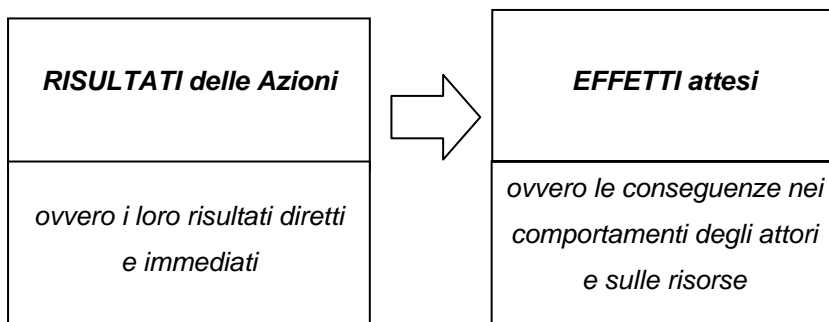 RISULTATI delle Azioni
ovvero i loro risultati diretti
e immediati
EFFETTI attesi
ovvero le conseguenze nei
comportamenti degli attori
e sulle risorse